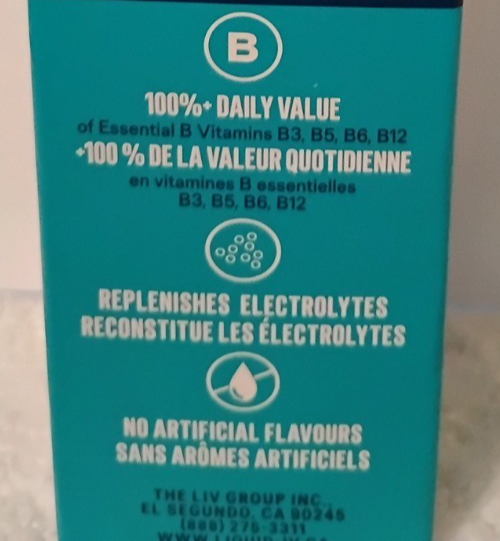 B
100%+ DAILY VALUE
of Essential B Vitamins B3, B5, B6, B12
+100 % DE LA VALEUR QUOTIDIENNE
en vitamines B essentielles
B3, B5, B6, B12
REPLENISHES ELECTROLYTES
RECONSTITUE LES ÉLECTROLYTES
NO ARTIFICIAL FLAVOURS
SANS ARÔMES ARTIFICIELS
THE LIV GROUP INC.
EL SEGUNDO, CA 90245
(888) 275-3311